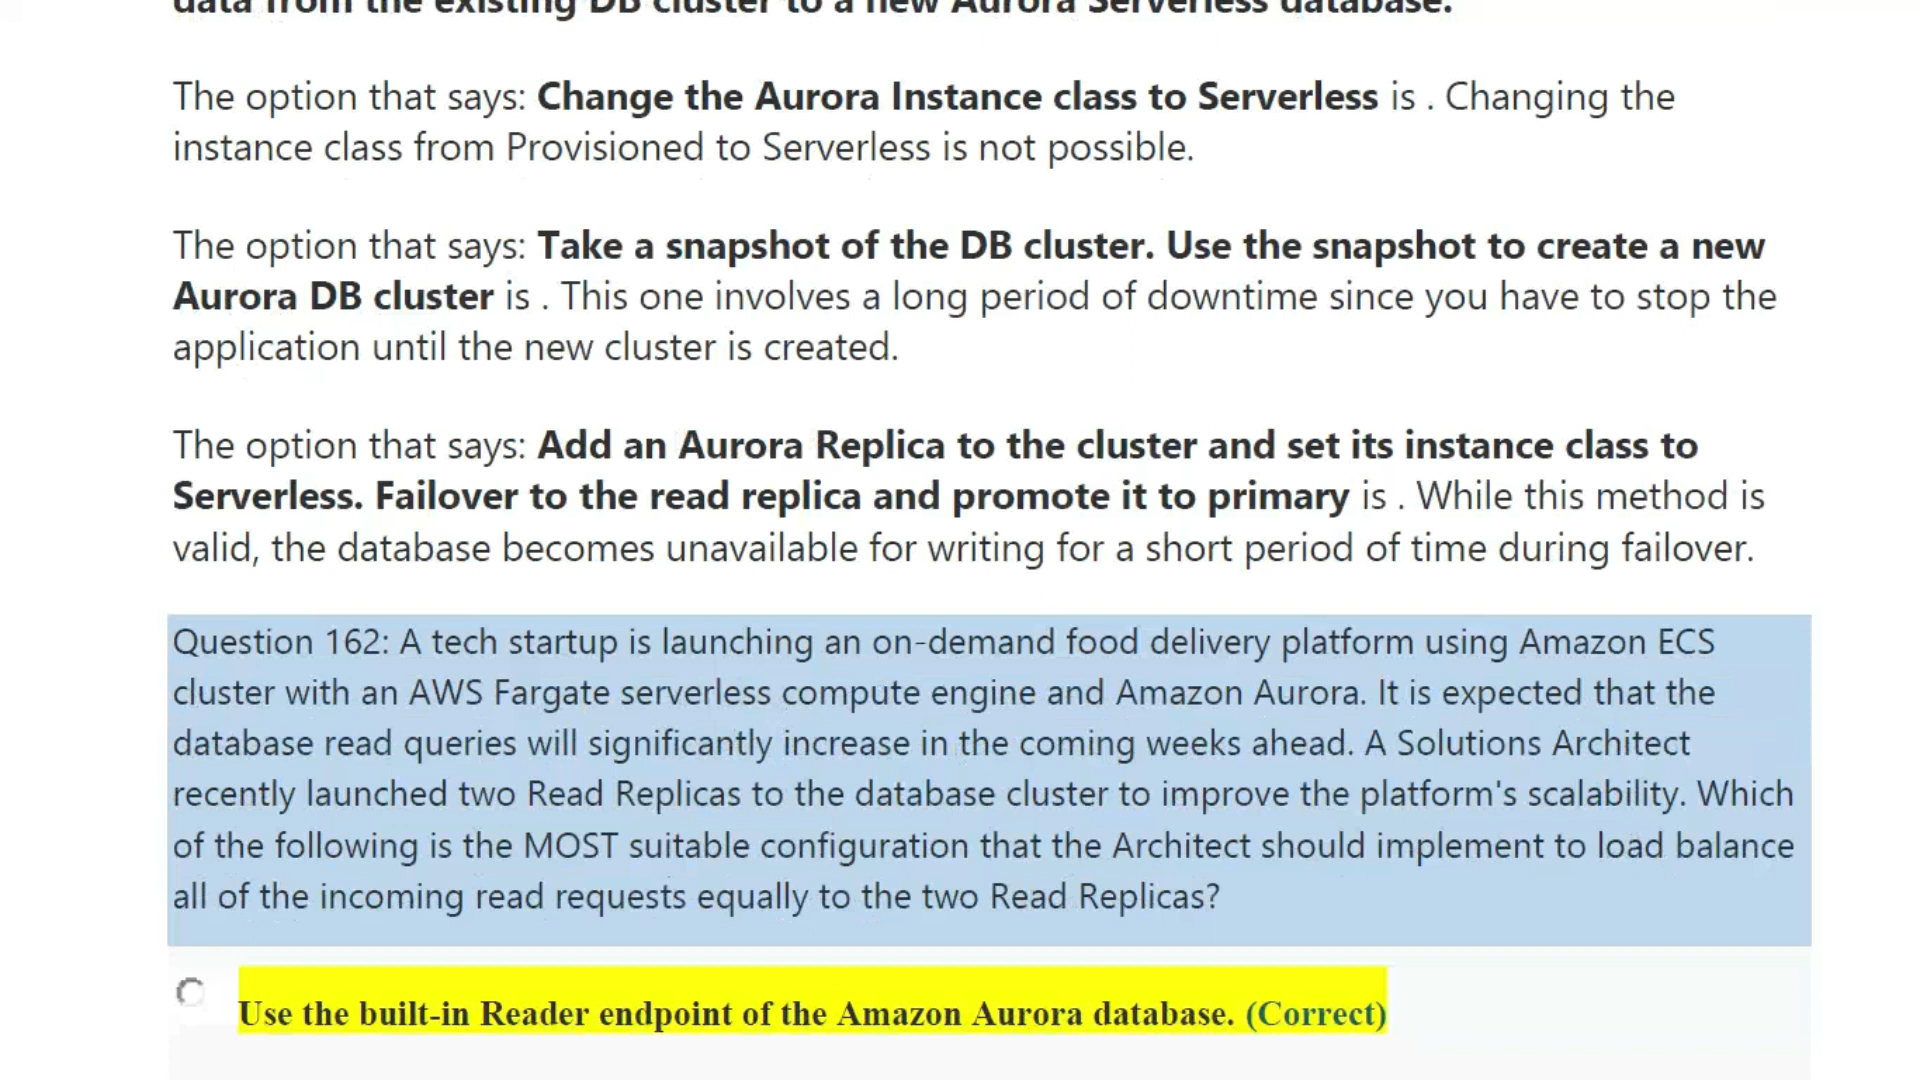 data from the existing DB cluster to a new Aurora Serverless database.
The option that says: Change the Aurora Instance class to Serverless is . Changing the
instance class from Provisioned to Serverless is not possible.
The option that says: Take a snapshot of the DB cluster. Use the snapshot to create a new
Aurora DB cluster is . This one involves a long period of downtime since you have to stop the
application until the new cluster is created.
The option that says: Add an Aurora Replica to the cluster and set its instance class to
Serverless. Failover to the read replica and promote it to primary is . While this method is
valid, the database becomes unavailable for writing for a short period of time during failover.
Question 162: A tech startup is launching an on-demand food delivery platform using Amazon ECS
cluster with an AWS Fargate serverless compute engine and Amazon Aurora. It is expected that the
database read queries will significantly increase in the coming weeks ahead. A Solutions Architect
recently launched two Read Replicas to the database cluster to improve the platform's scalability. Which
of the following is the MOST suitable configuration that the Architect should implement to load balance
all of the incoming read requests equally to the two Read Replicas?
Use the built-in Reader endpoint of the Amazon Aurora database. (Correct)